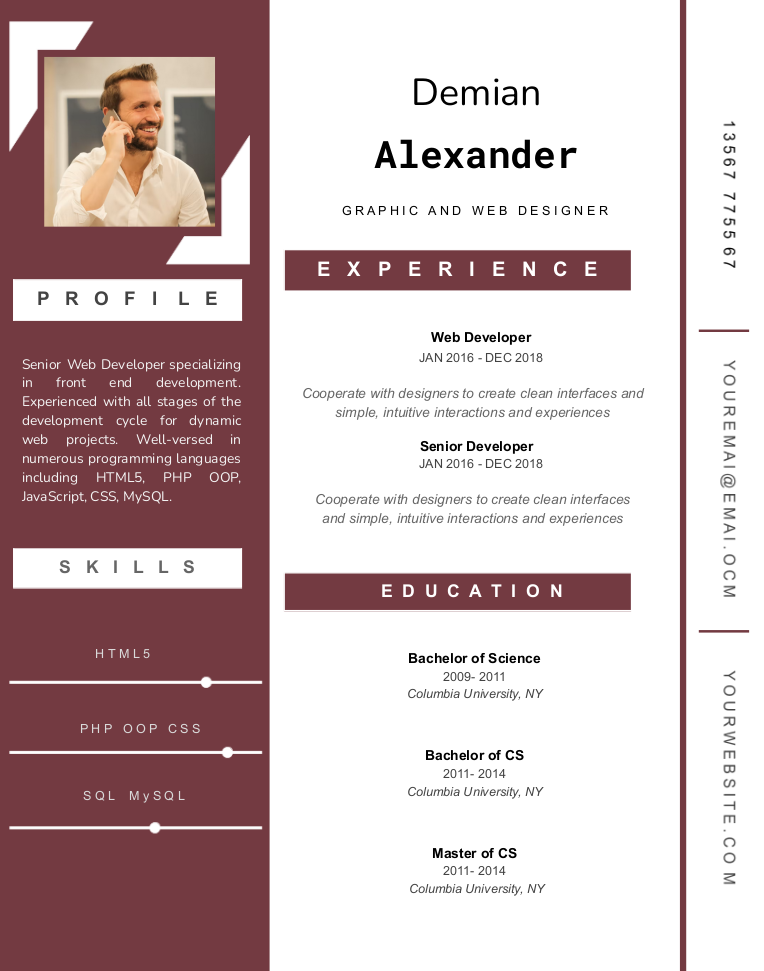 Demian
Alexander
GRAPHIC AND WEB DESIGNER
PROFILE
Senior Web Developer specializing
in front end development.
Experienced with all stages of the
development cycle for dynamic
web projects. Well-versed in
numerous programming languages
including HTML5, PHP OOP,
JavaScript, CSS, MySQL.
SKILLS
HTML5
PHP OOP CSS
SQL MySQL
EXPERIENCE
Web Developer
JAN 2016 - DEC 2018
Cooperate with designers to create clean interfaces and
simple, intuitive interactions and experiences
Senior Developer
JAN 2016 - DEC 2018
Cooperate with designers to create clean interfaces
and simple, intuitive interactions and experiences
EDUCATION
Bachelor of Science
2009- 2011
Columbia University, NY
Bachelor of CS
2011- 2014
Columbia University, NY
Master of CS
2011- 2014
Columbia University, NY
13567 775567
YOUREMAI@EMAI.OCM
YOURWEBSITE.COM